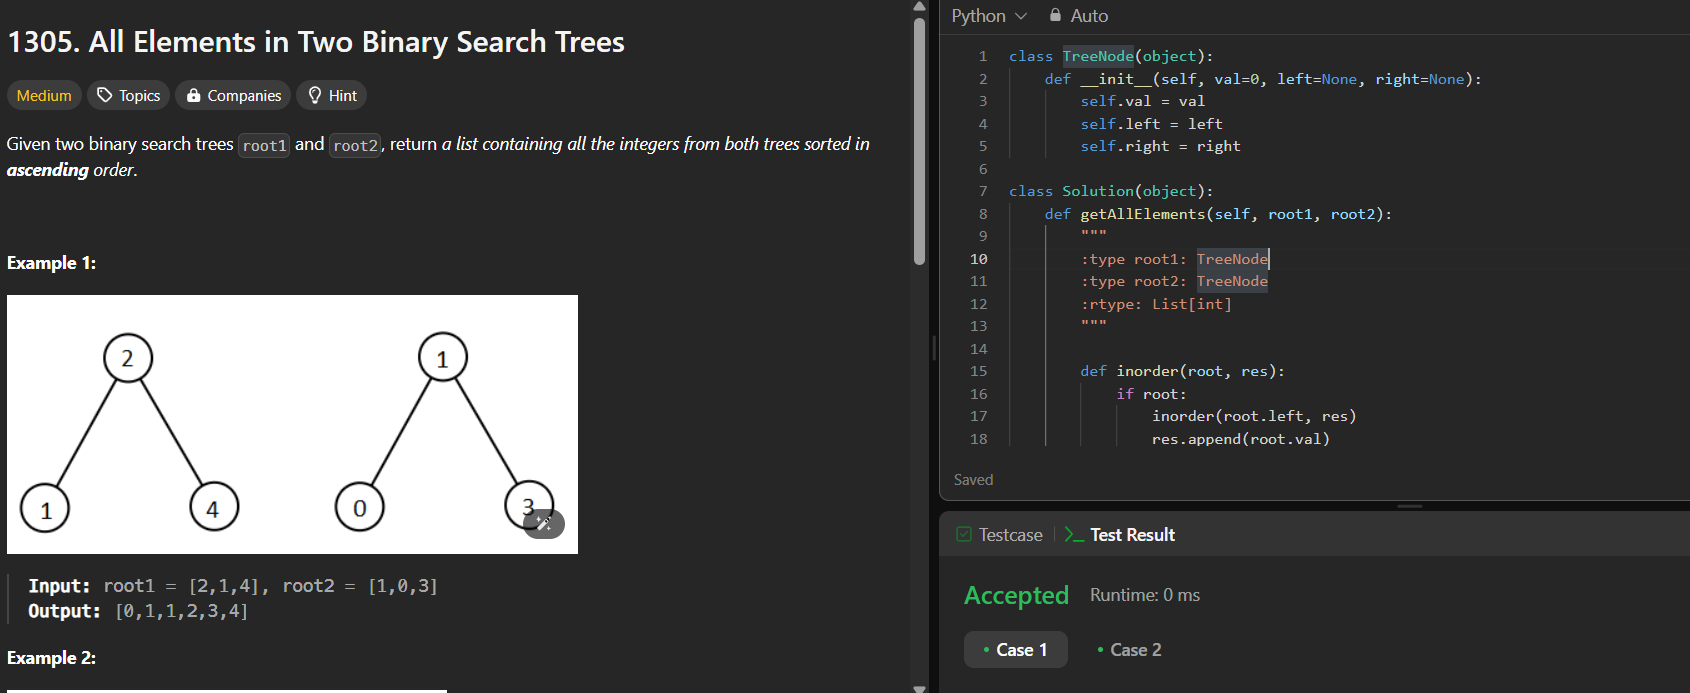 1305. All Elements in Two Binary Search Trees
Medium Topics Companies Hint
Given two binary search trees root1 and root2, return a list containing all the integers from both trees sorted in
ascending order.
Example 1:
2
1
1
4
0
3
Input: root1 = [2,1,4], root2 = [1,0,3]
Output: [0,1,1,2,3,4]
Example 2:
Python Auto
1 class TreeNode(object):
2     def __init__(self, val=0, left=None, right=None):
3         self.val = val
4         self.left = left
5         self.right = right
6
7 class Solution(object):
8     def getAllElements(self, root1, root2):
9         """
10         :type root1: TreeNode
11         :type root2: TreeNode
12         :rtype: List[int]
13         """
14
15         def inorder(root, res):
16             if root:
17                 inorder(root.left, res)
18                 res.append(root.val)
Saved
Testcase Test Result
Accepted Runtime: 0 ms
Case 1 Case 2